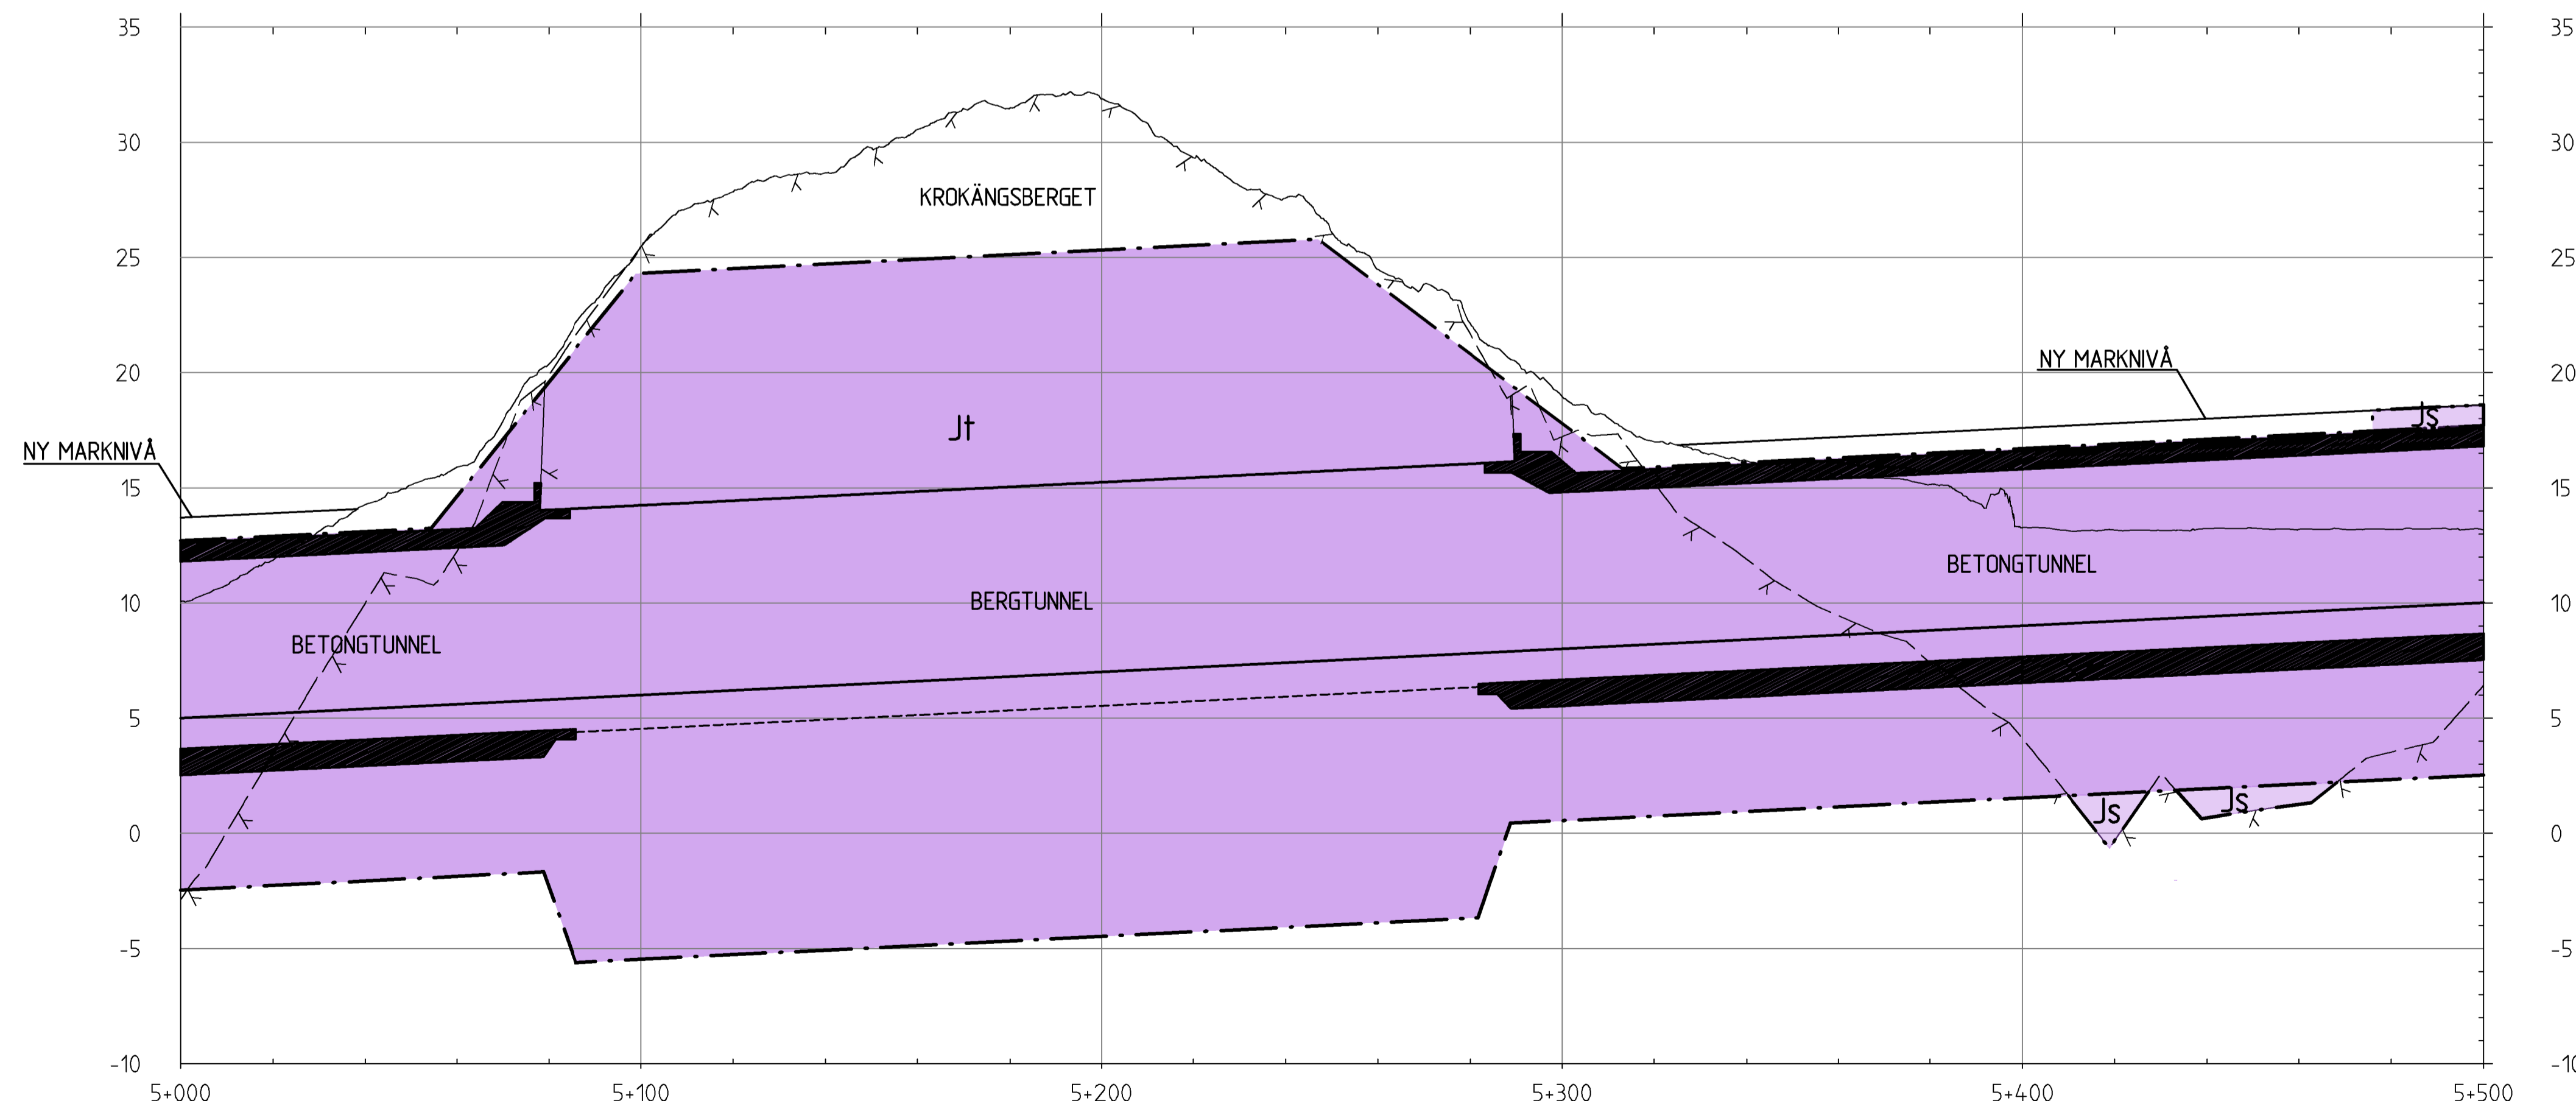 35 35
30 30
KROKÄNGSBERGET
25 25
20 NY MARKNIVÅ 20
Js
Jt
NY MARKNIVÅ
15 15
BETONGTUNNEL
10 BERGTUNNEL 10
BETONGTUNNEL
5 5
Js Js
0 0
-5 -5
-10 -10
5+000 5+100 5+200 5+300 5+400 5+500